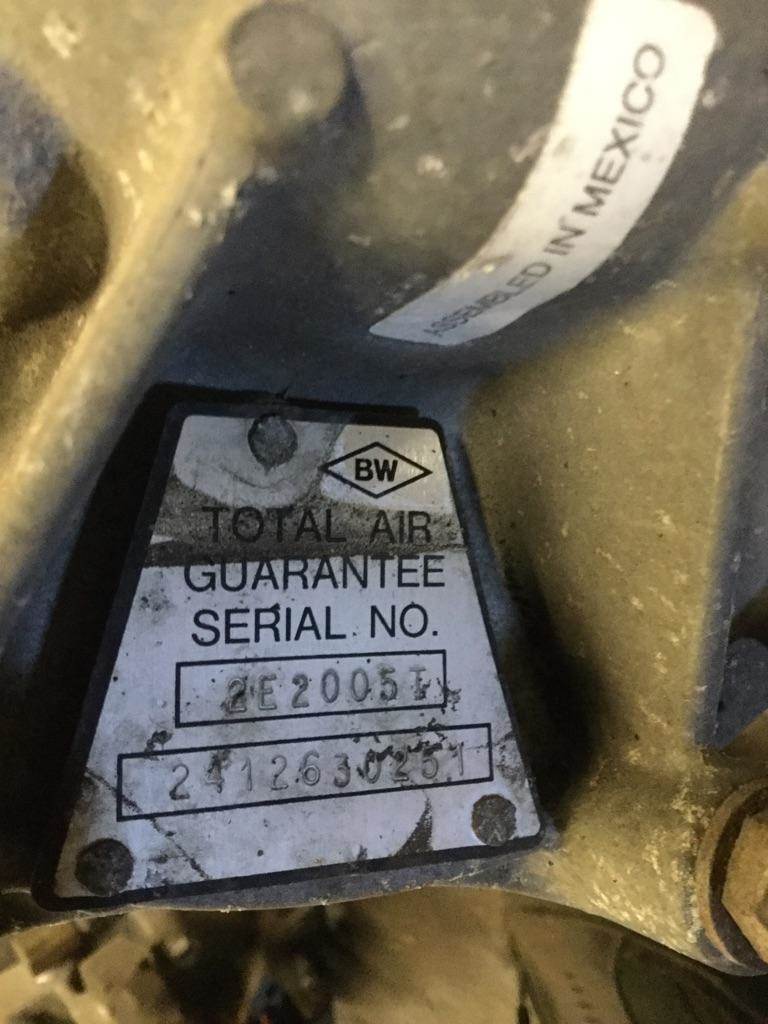 ASSEMBLED IN MEXICO
BW
TOTAL AIR
GUARANTEE
SERIAL NO.
2E2005T
2412630251